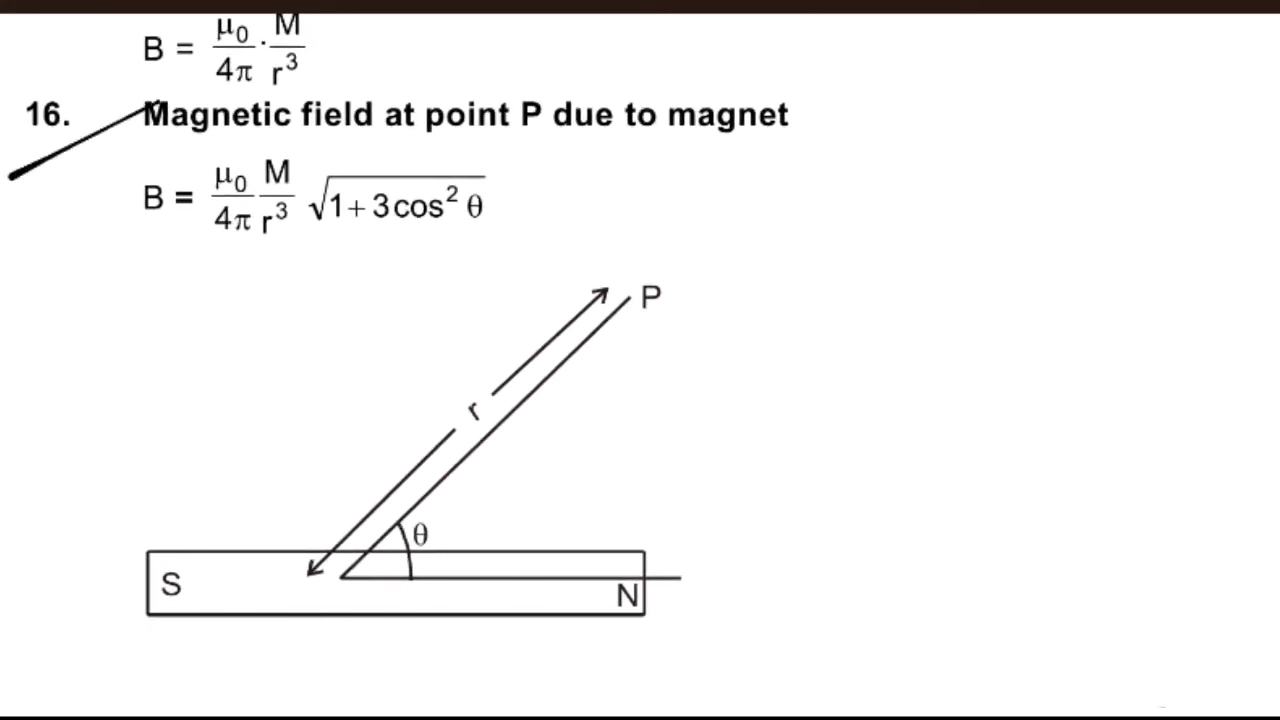 B = μ₀/4π · M/r³
16. Magnetic field at point P due to magnet
B = μ₀/4π M/r³ √(1+3cos² θ)
P
r
θ
S
N